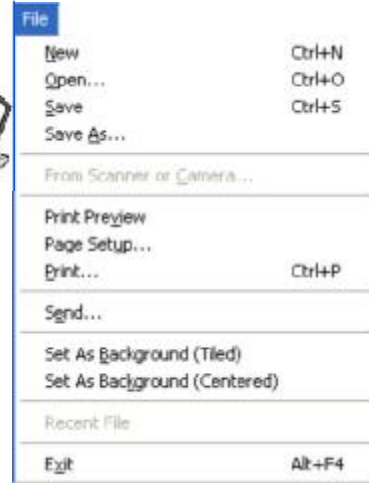 File
New Ctrl+N
Open... Ctrl+O
Save Ctrl+S
Save As...
From Scanner or Camera...
Print Preview
Page Setup...
Print... Ctrl+P
Send...
Set As Background (Tiled)
Set As Background (Centered)
Recent File
Exit Alt+F4